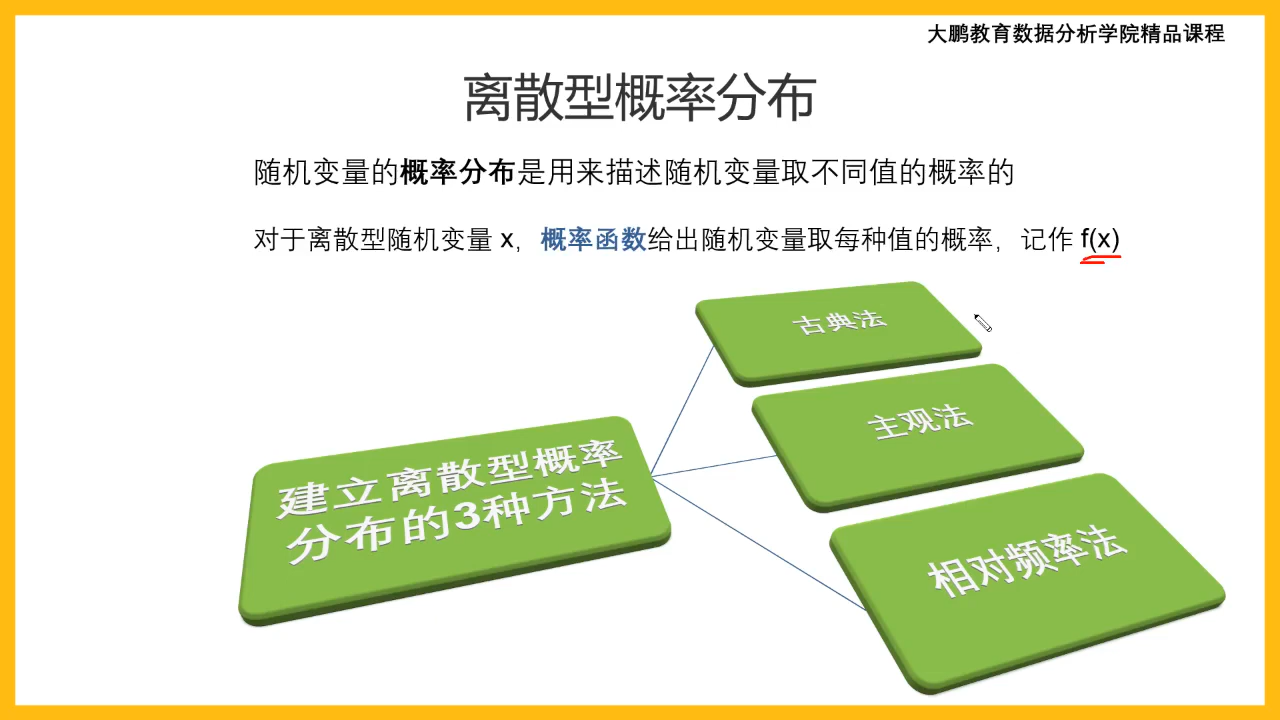 大鹏教育数据分析学院精品课程
离散型概率分布
随机变量的概率分布是用来描述随机变量取不同值的概率的
对于离散型随机变量 x，概率函数给出随机变量取每种值的概率，记作 f(x)
古典法
主观法
建立离散型概率
分布的3种方法
相对频率法